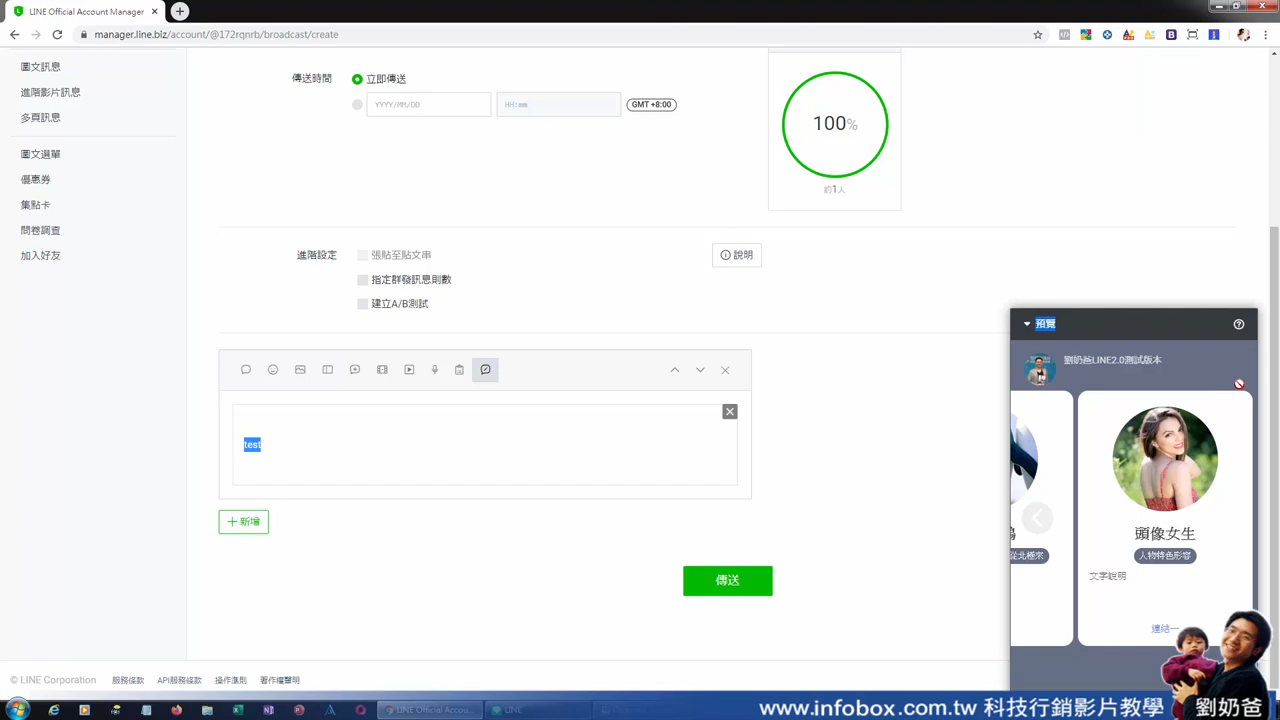 LINE Official Account Manager
manager.line.biz/account/@172rqnrb/broadcast/create
圖文訊息
進階影片訊息
多頁訊息
圖文選單
優惠券
集點卡
問卷調查
加入好友
傳送時間
立即傳送
YYYY/MM/DD
HH:mm
GMT +8:00
100%
約1人
進階設定
張貼至貼文串
指定群發訊息則數
建立A/B測試
說明
test
+ 新增
傳送
預覽
劉奶爸LINE2.0測試版本
從北極來
頭像女生
人物特色形容
文字說明
連結一
© LINE Corporation
服務條款
API服務條款
操作準則
著作權聲明
LINE Official Accou...
LINE
www.infobox.com.tw 科技行銷影片教學
劉奶爸